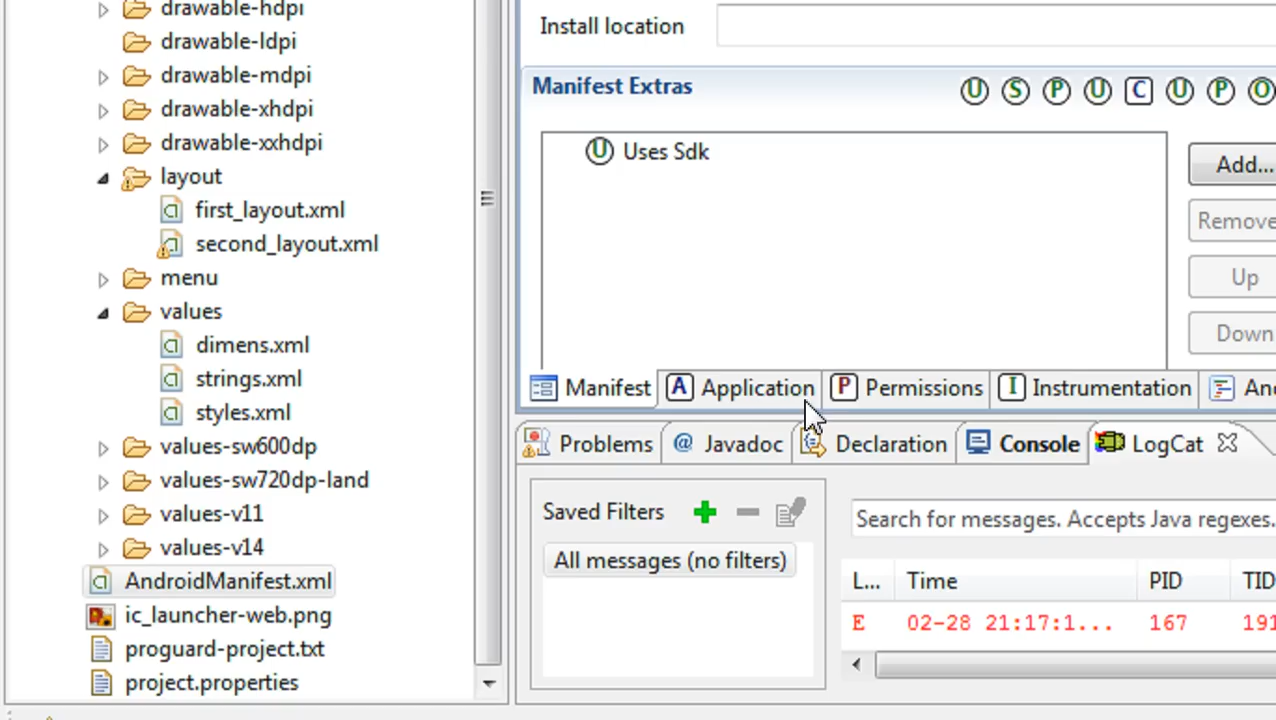 drawable-hdpi
drawable-ldpi
drawable-mdpi
drawable-xhdpi
drawable-xxhdpi
layout
first_layout.xml
second_layout.xml
menu
values
dimens.xml
strings.xml
styles.xml
values-sw600dp
values-sw720dp-land
values-v11
values-v14
AndroidManifest.xml
ic_launcher-web.png
proguard-project.txt
project.properties
Install location
Manifest Extras U S P U C U P O
U Uses Sdk
Add...
Remove
Up
Down
Manifest A Application P Permissions I Instrumentation An
Problems @ Javadoc Declaration Console LogCat
Saved Filters
All messages (no filters)
Search for messages. Accepts Java regexes.
L... Time PID TID
E 02-28 21:17:1... 167 191